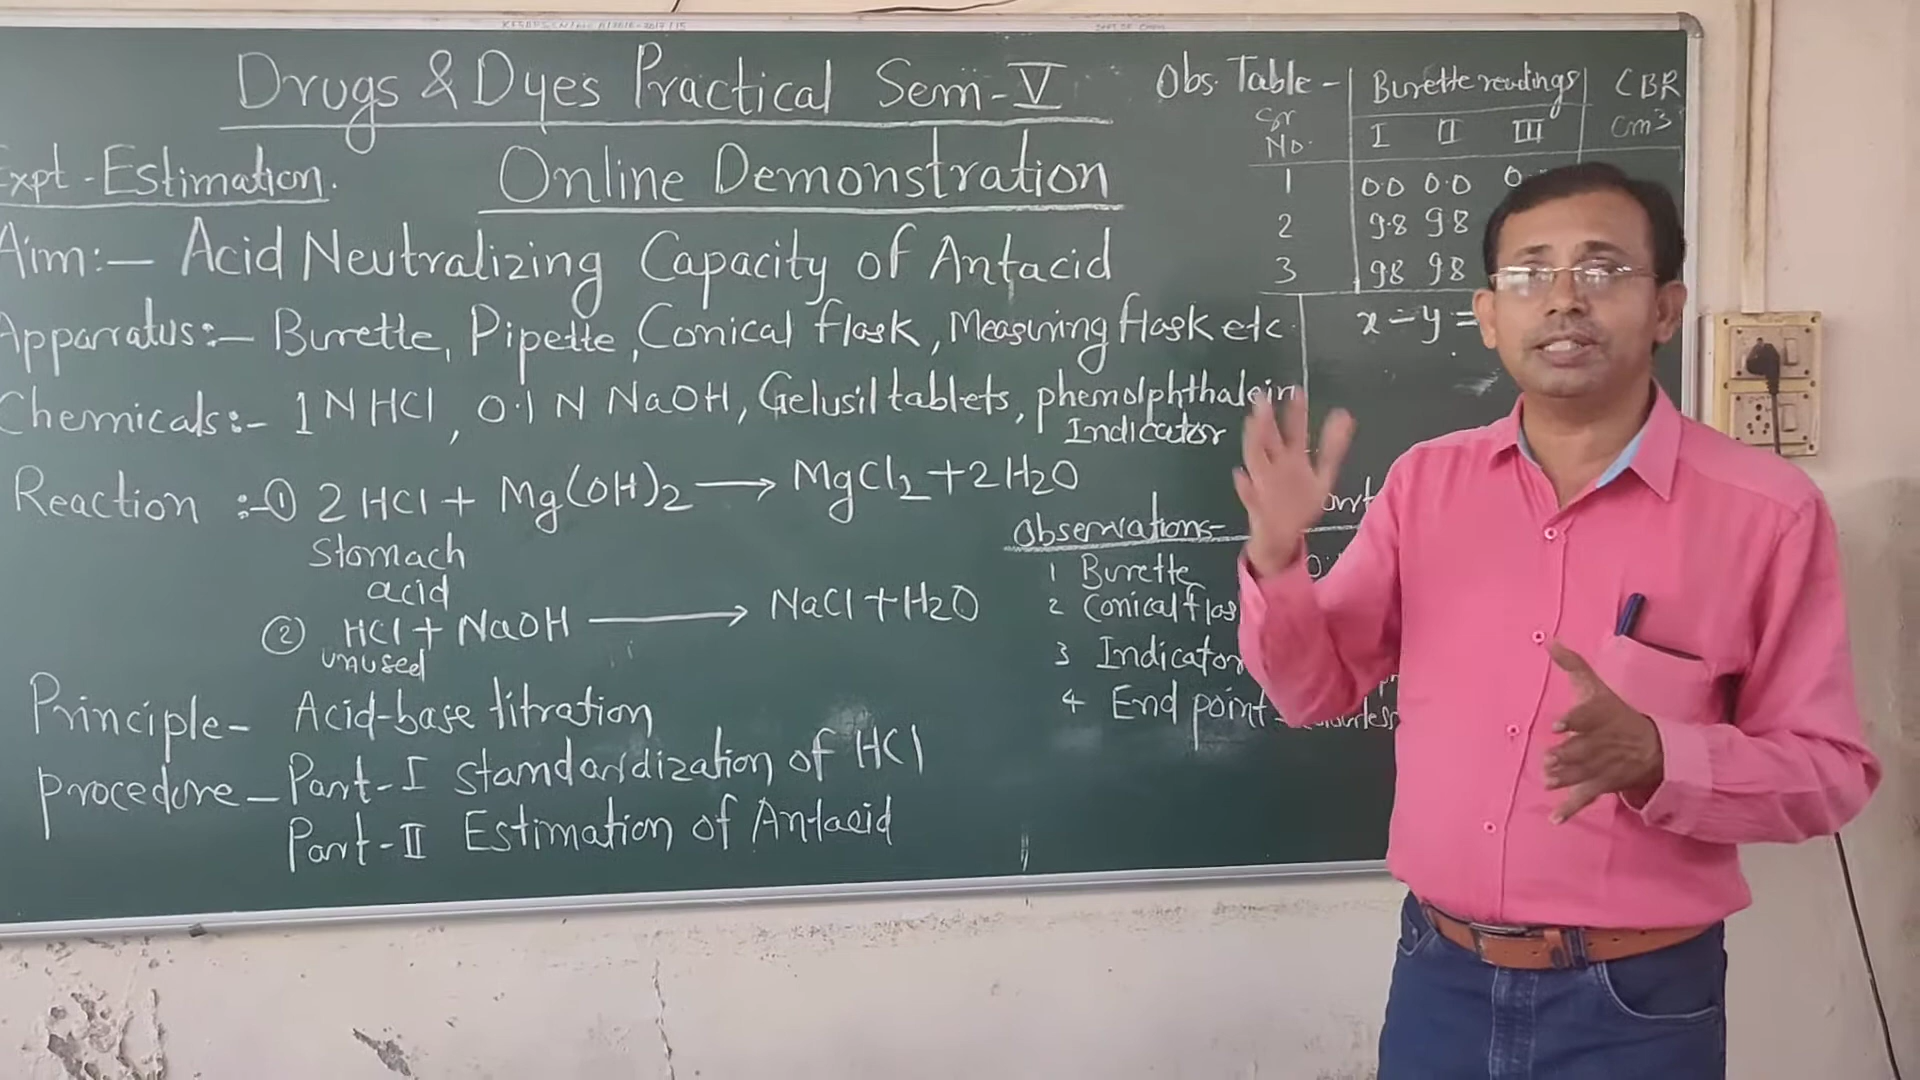 Drugs & Dyes Practical Sem-V
Expt - Estimation.
Online Demonstration
Aim:- Acid Neutralizing Capacity of Antacid
Apparratus:- Burette, Pipette, Conical flask, Measuring flask etc.
Chemicals:- 1N HCl, 0.1 N NaOH, Gelusil tablets, phenolphthalein
Indicator
Reaction :- ① 2HCl + Mg(OH)2 → MgCl2 + 2H2O
Stomach
acid
② HCl + NaOH → NaCl + H2O
unused
Principle- Acid-base titration
procedure - Part-I Standardization of HCl
Part-II Estimation of Antacid
Obs. Table - Burette readings CBR
Sr No. I II III cm3
1 0.0 0.0
2 9.8 9.8
3 9.8 9.8
x - y =
Observations-
1 Burette
2 Conical flas
3 Indicator
4 End point -